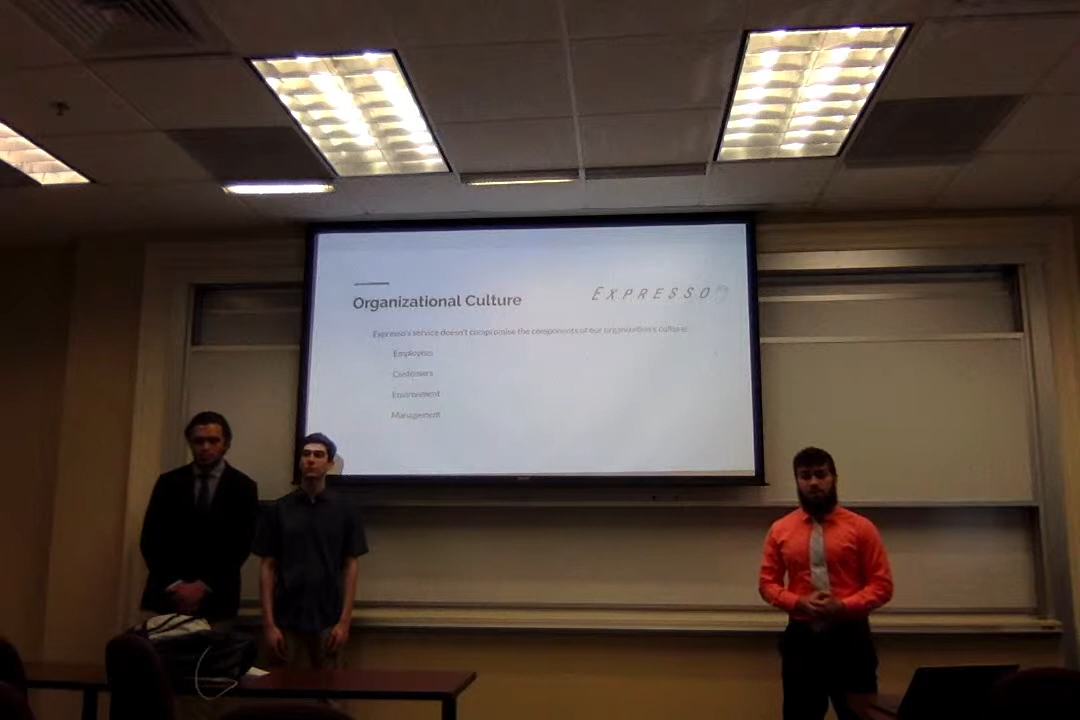 Organizational Culture
EXPRESSO
Expresso's service doesn't compromise the components of our organization's culture:
Employees
Customers
Environment
Management